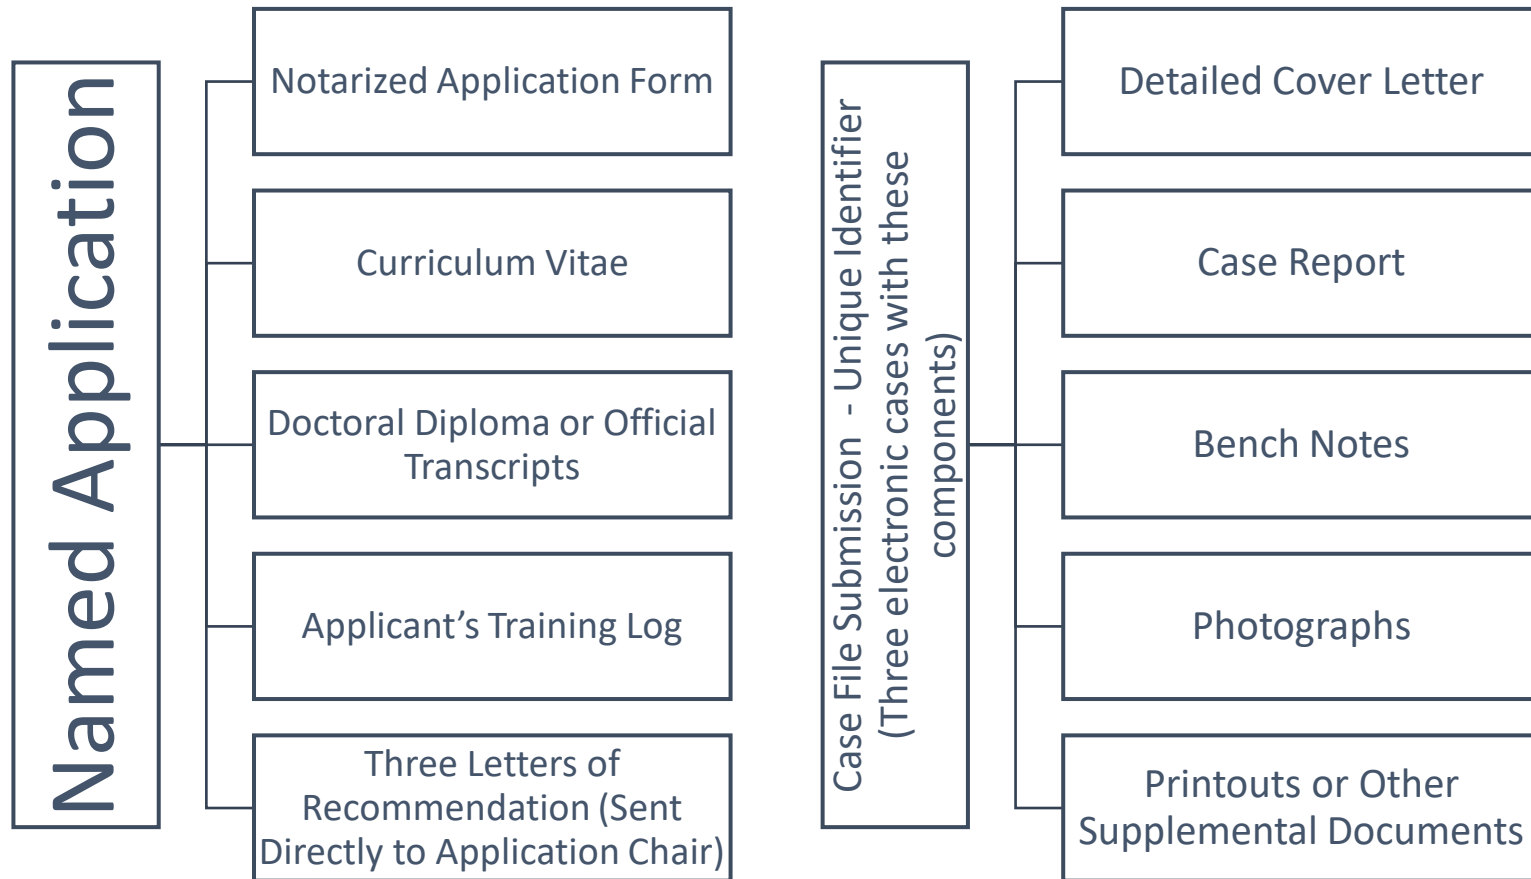 Named Application
Notarized Application Form
Curriculum Vitae
Doctoral Diploma or Official
Transcripts
Applicant’s Training Log
Three Letters of
Recommendation (Sent
Directly to Application Chair)
Case File Submission - Unique Identifier
(Three electronic cases with these
components)
Detailed Cover Letter
Case Report
Bench Notes
Photographs
Printouts or Other
Supplemental Documents